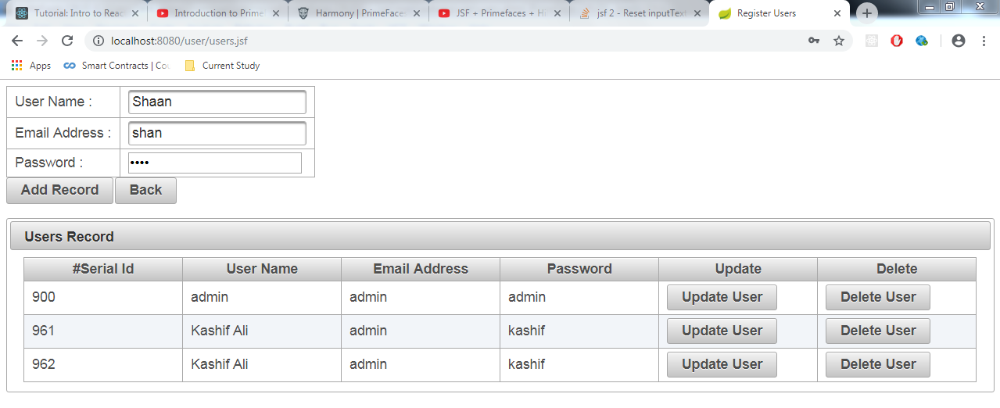 Tutorial: Intro to Reac
Introduction to Prime
Harmony | PrimeFace
JSF + Primefaces + Hi
jsf 2 - Reset inputText
Register Users
localhost:8080/user/users.jsf
Apps
Smart Contracts | Cou
Current Study
User Name :
Shaan
Email Address :
shan
Password :
••••
Add Record Back
Users Record
#Serial Id User Name Email Address Password Update Delete
900 admin admin admin Update User Delete User
961 Kashif Ali admin kashif Update User Delete User
962 Kashif Ali admin kashif Update User Delete User